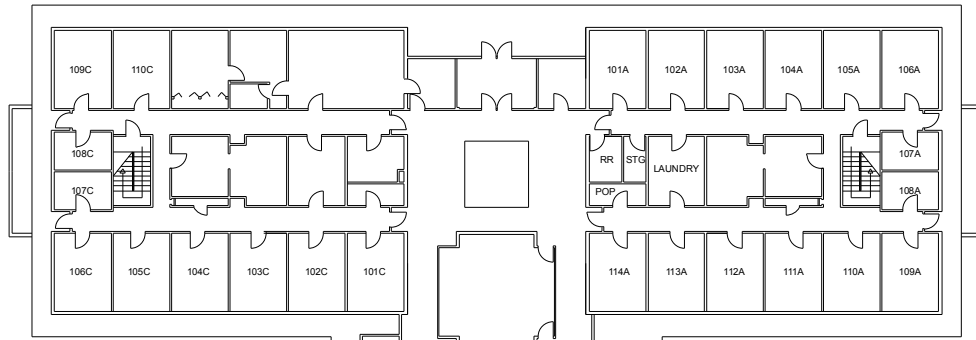 109C 110C 101A 102A 103A 104A 105A 106A
108C RR STG LAUNDRY 107A
107C POP 108A
106C 105C 104C 103C 102C 101C 114A 113A 112A 111A 110A 109A